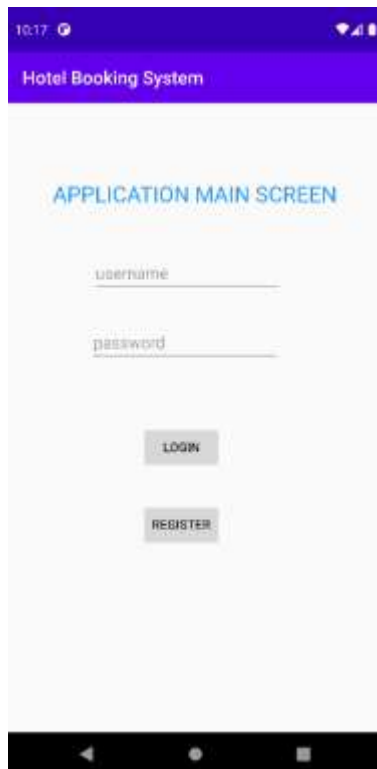 10:17
Hotel Booking System
APPLICATION MAIN SCREEN
username
password
LOGIN
REGISTER